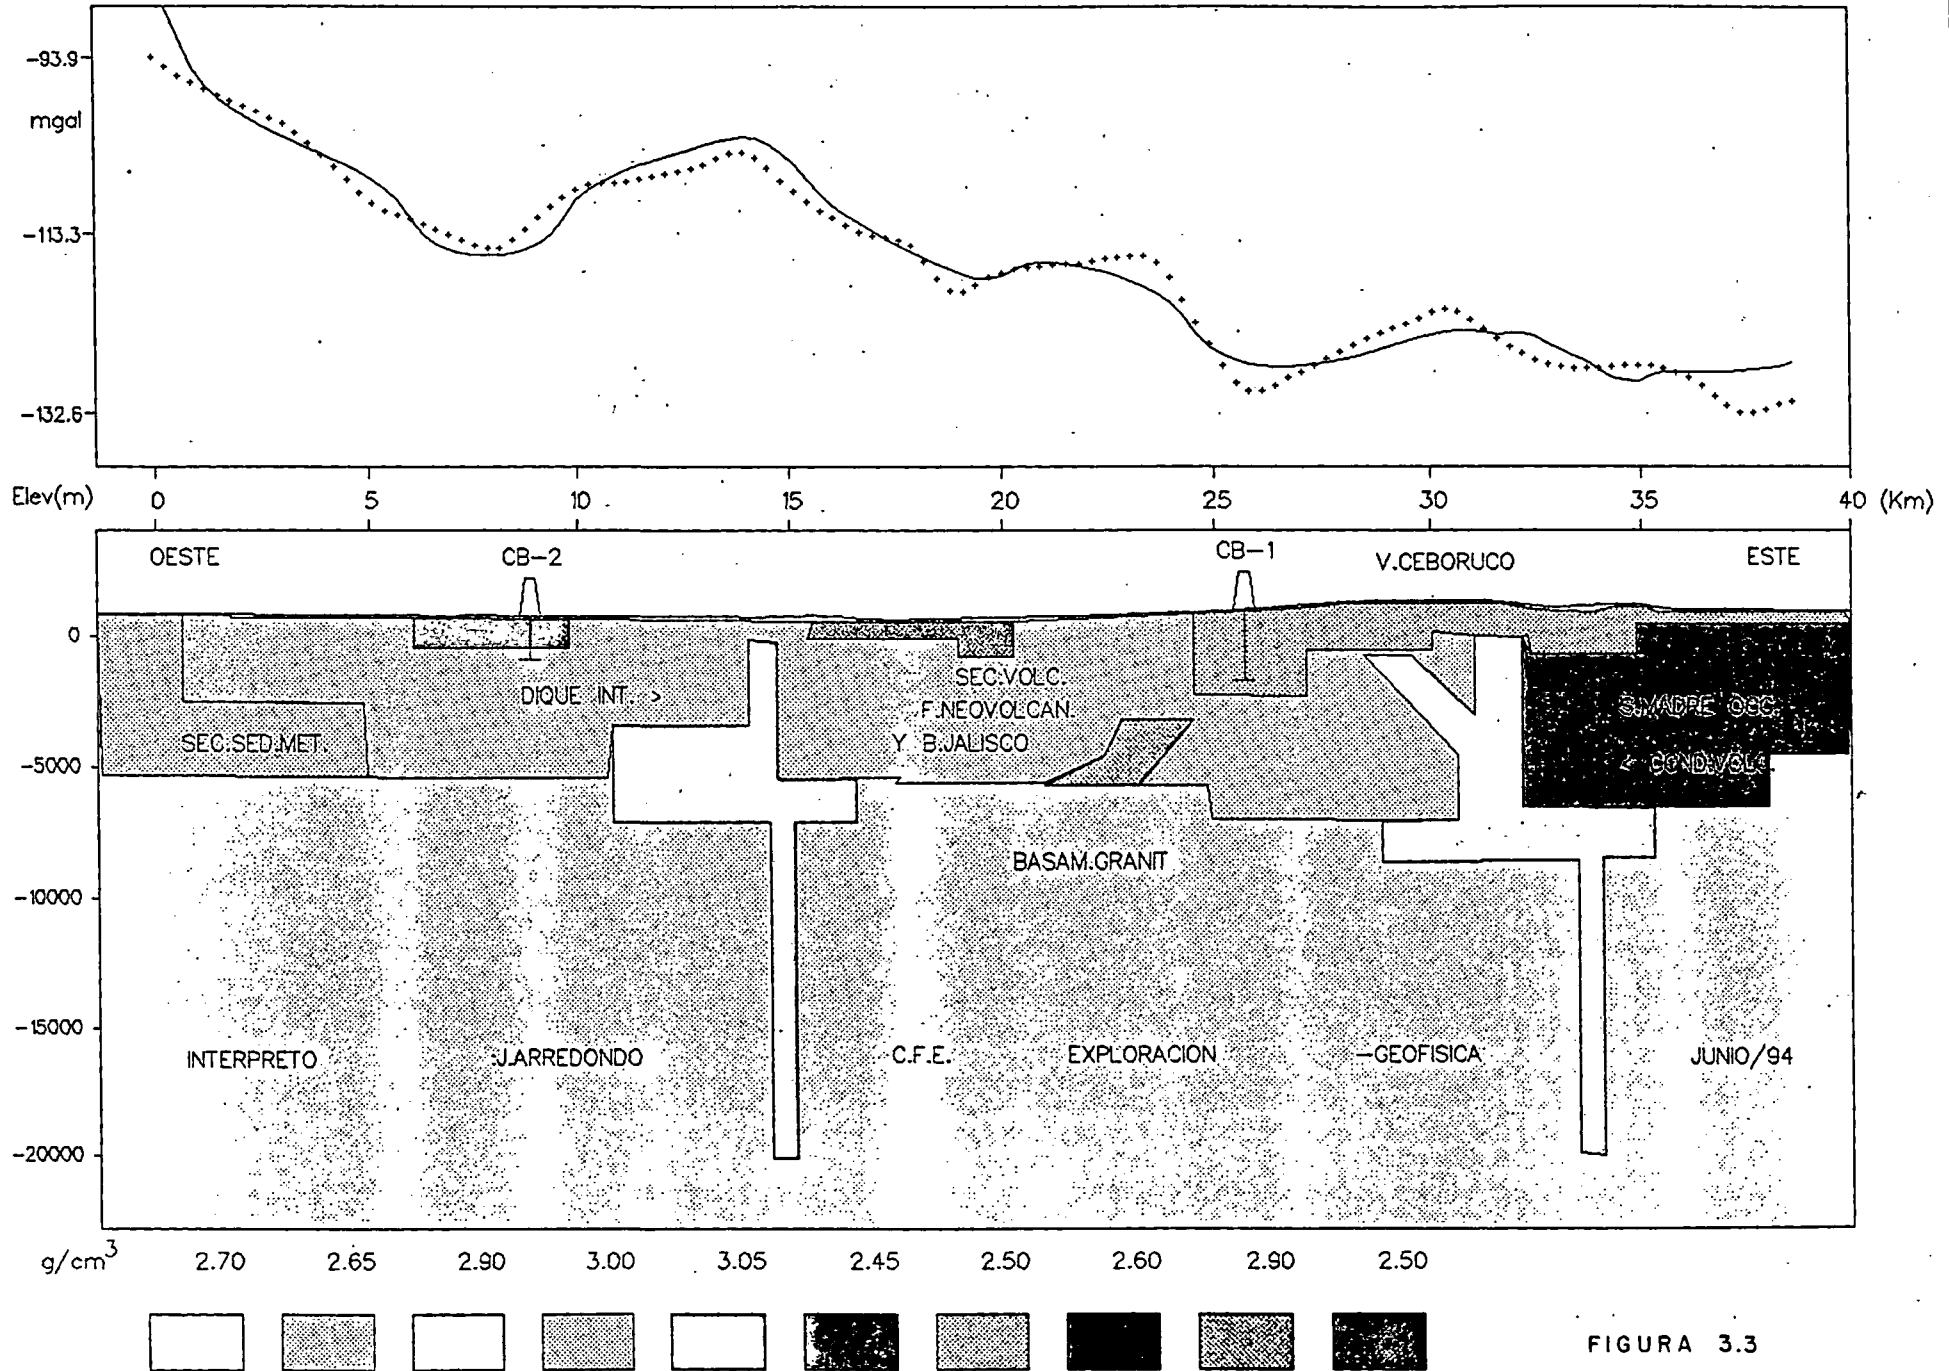 -93.9
mgal
-113.3
-132.6
Elev(m) 0 5 10 15 20 25 30 35 40 (Km)
OESTE CB-2 CB-1 V.CEBORUCO ESTE
0
DIQUE INT. >
SEC.VOLC.
F.NEOVOLCAN.
Y B.JALISCO
SEC.SED.MET.
S.MADRE OCC.
< COND.VOLC.
-5000
BASAM.GRANIT
-10000
-15000
INTERPRETO :J.ARREDONDO C.F.E. EXPLORACION -GEOFISICA JUNIO/94
-20000
g/cm3 2.70 2.65 2.90 3.00 3.05 2.45 2.50 2.60 2.90 2.50
FIGURA 3.3